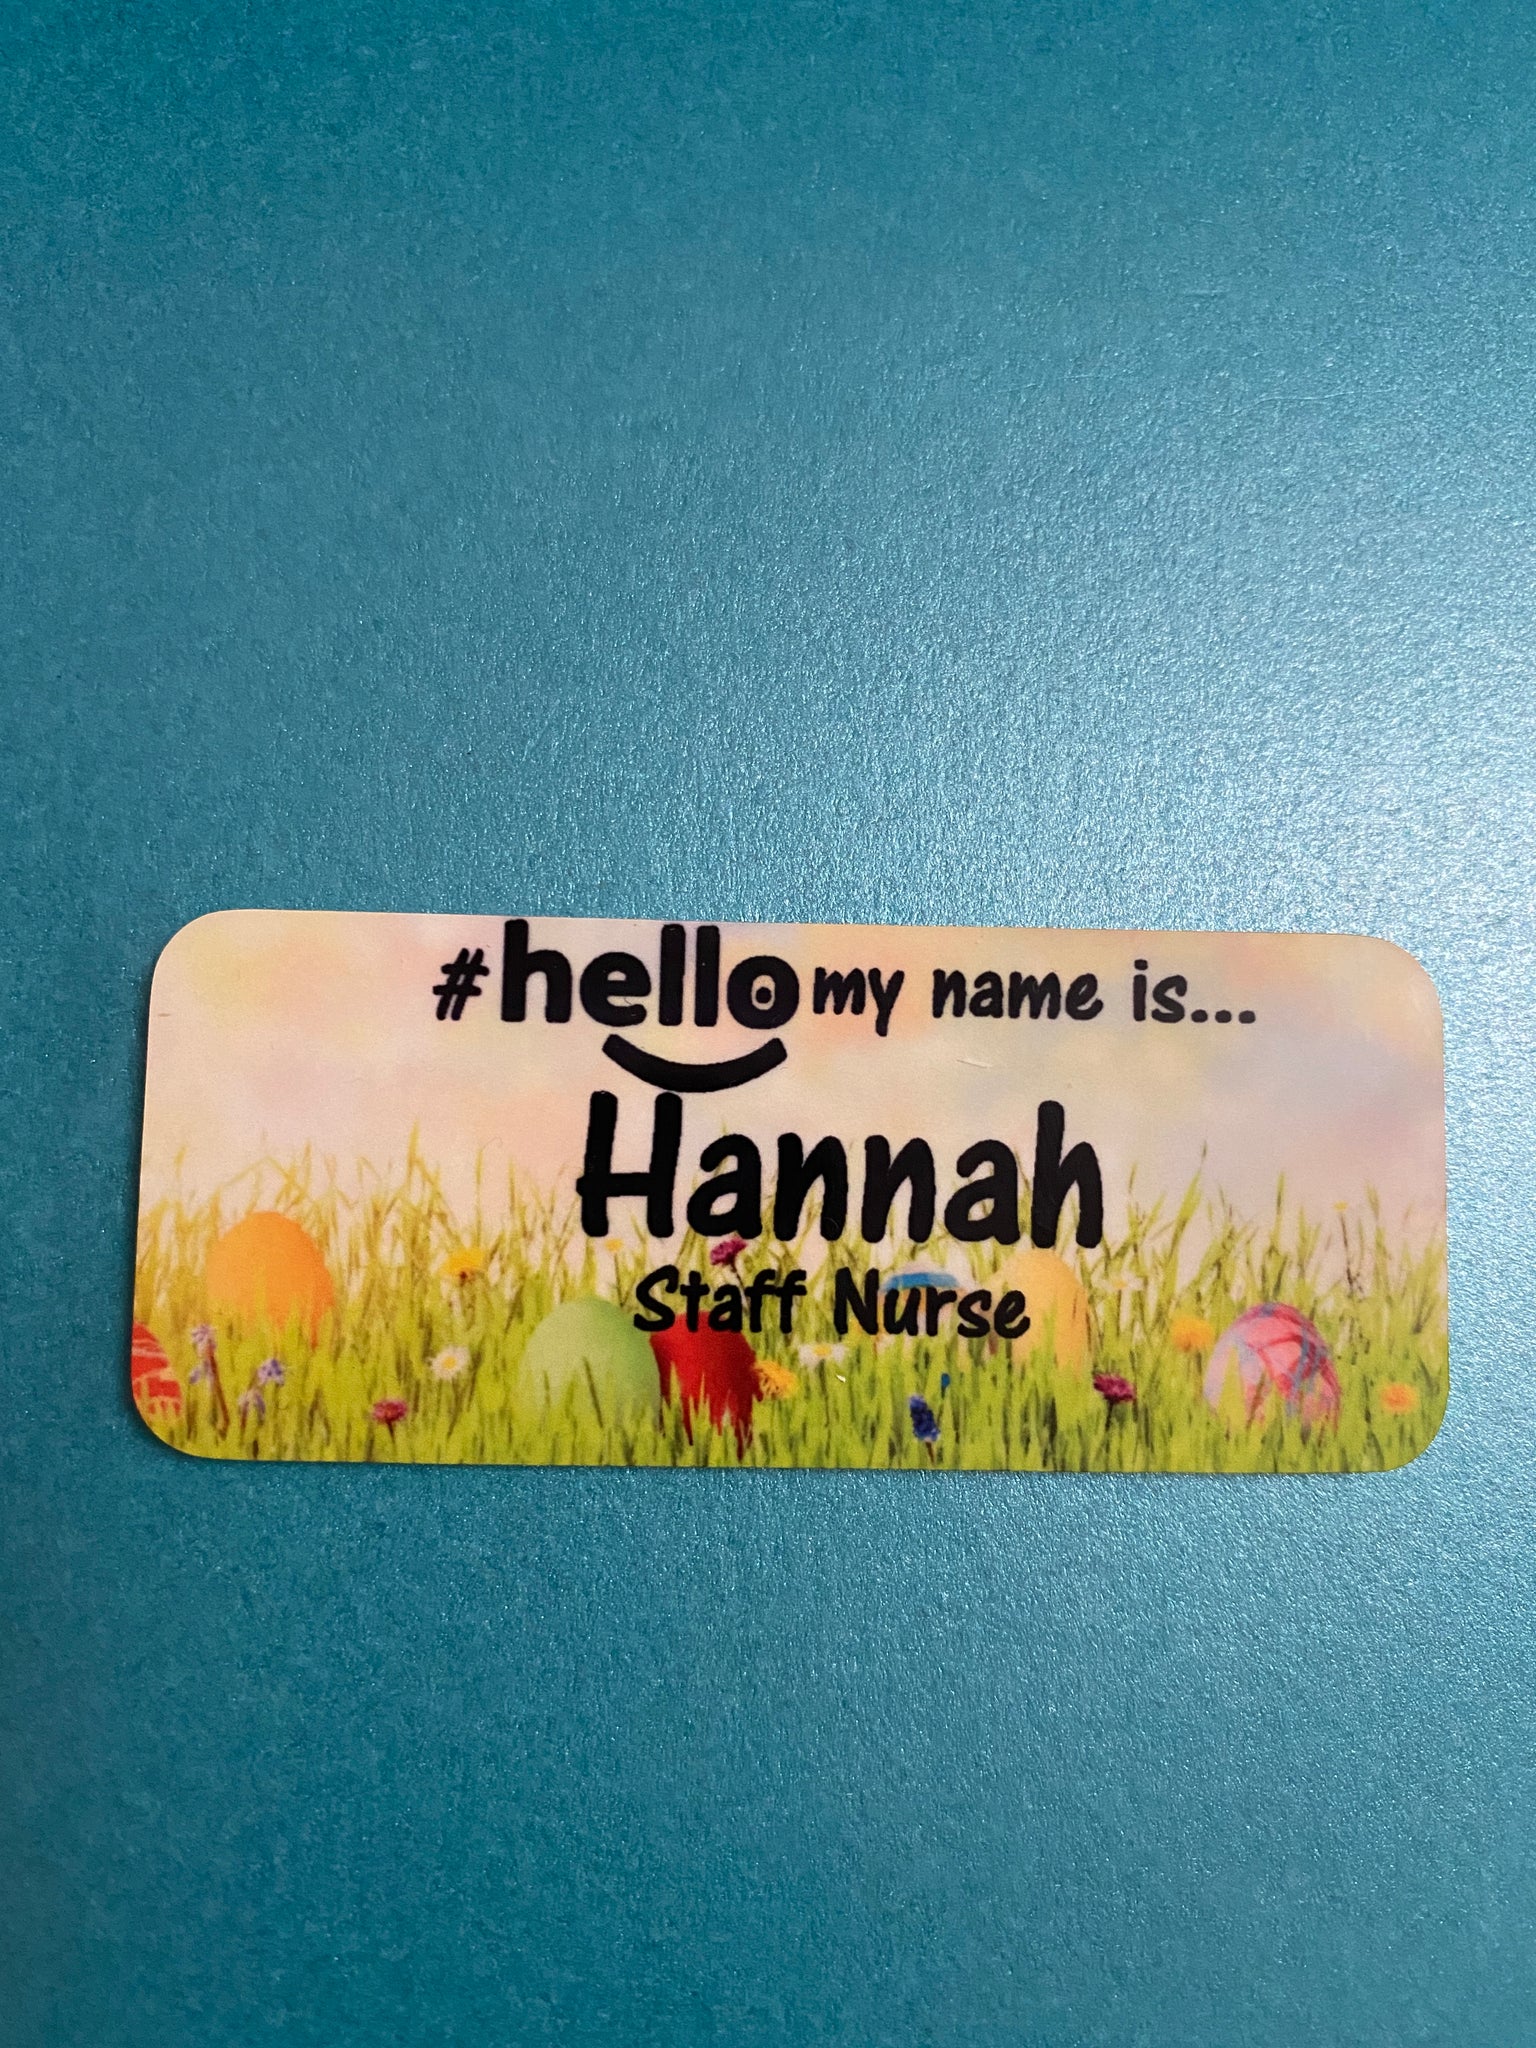 #hello my name is...
Hannah
Staff Nurse